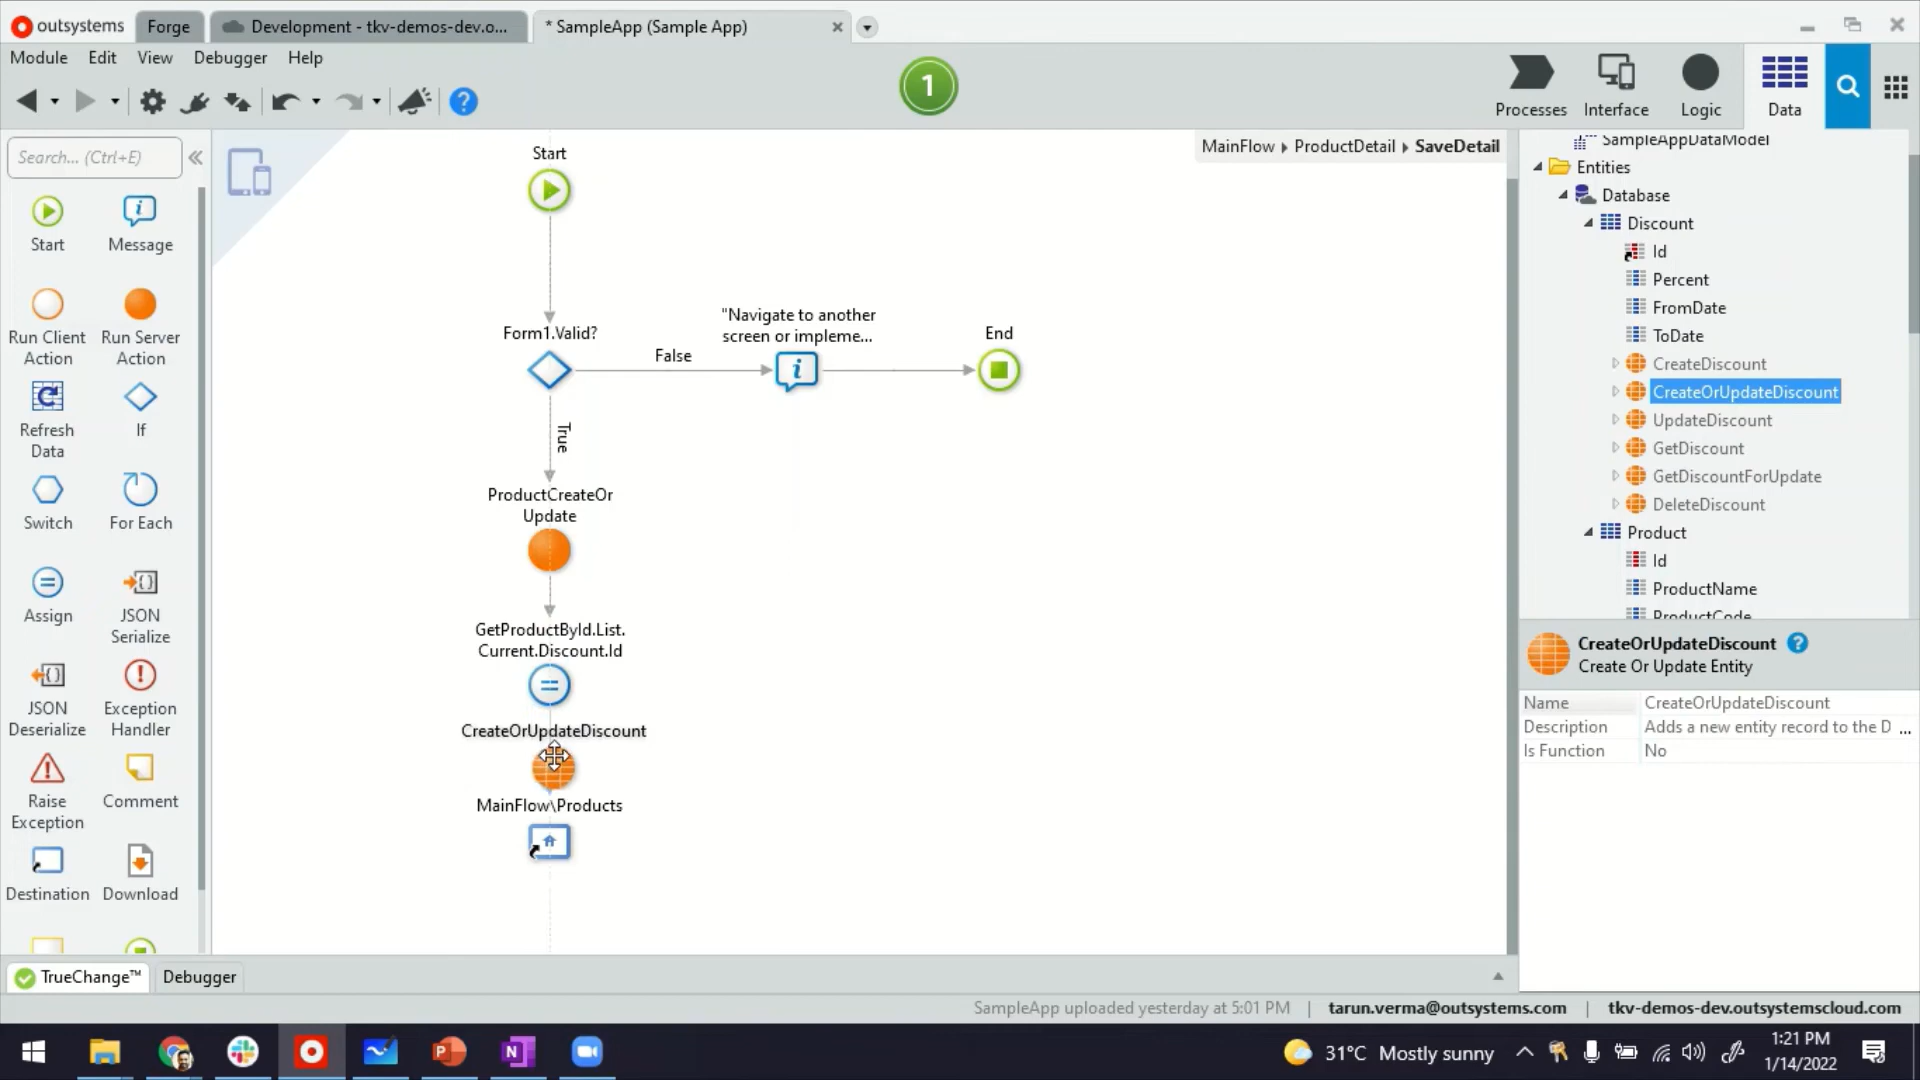 outsystems
Forge
Development - tkv-demos-dev.o...
* SampleApp (Sample App)
Module Edit View Debugger Help
1
Processes
Interface
Logic
Data
Search... (Ctrl+E)
Start
Message
Run Client
Action
Run Server
Action
Refresh
Data
If
Switch
For Each
Assign
JSON
Serialize
JSON
Deserialize
Exception
Handler
Raise
Exception
Comment
Destination
Download
MainFlow ProductDetail SaveDetail
Start
Form1.Valid?
False
"Navigate to another
screen or impleme...
End
True
ProductCreateOr
Update
GetProductById.List.
Current.Discount.Id
CreateOrUpdateDiscount
MainFlow\Products
SampleAppDataModel
Entities
Database
Discount
Id
Percent
FromDate
ToDate
CreateDiscount
CreateOrUpdateDiscount
UpdateDiscount
GetDiscount
GetDiscountForUpdate
DeleteDiscount
Product
Id
ProductName
ProductCode
CreateOrUpdateDiscount
Create Or Update Entity
Name CreateOrUpdateDiscount
Description Adds a new entity record to the D ...
Is Function No
TrueChange™
Debugger
SampleApp uploaded yesterday at 5:01 PM | tarun.verma@outsystems.com | tkv-demos-dev.outsystemscloud.com
31°C Mostly sunny
1:21 PM
1/14/2022